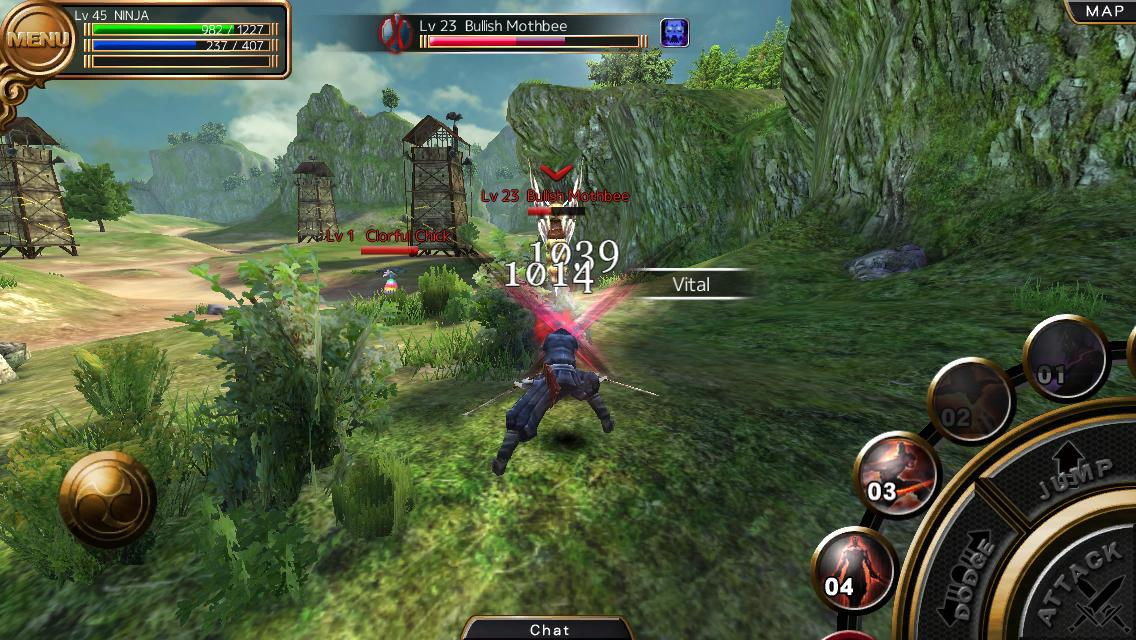 Lv 45 NINJA
MENU
982 / 1227
237 / 407
Lv 23 Bullish Mothbee
MAP
Lv 23 Bullish Mothbee
Lv 1 Clorful Chick
1039
1014
Vital
01
02
03
04
JUMP
DODGE
ATTACK
Chat